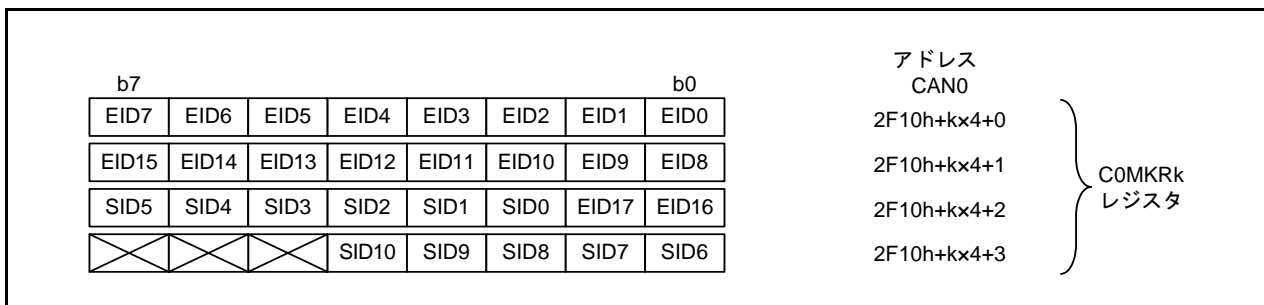 アドレス
b7 b0 CAN0
EID7 EID6 EID5 EID4 EID3 EID2 EID1 EID0 2F10h+k×4+0
EID15 EID14 EID13 EID12 EID11 EID10 EID9 EID8 2F10h+k×4+1
C0MKRk
SID5 SID4 SID3 SID2 SID1 SID0 EID17 EID16 2F10h+k×4+2
レジスタ
SID10 SID9 SID8 SID7 SID6 2F10h+k×4+3